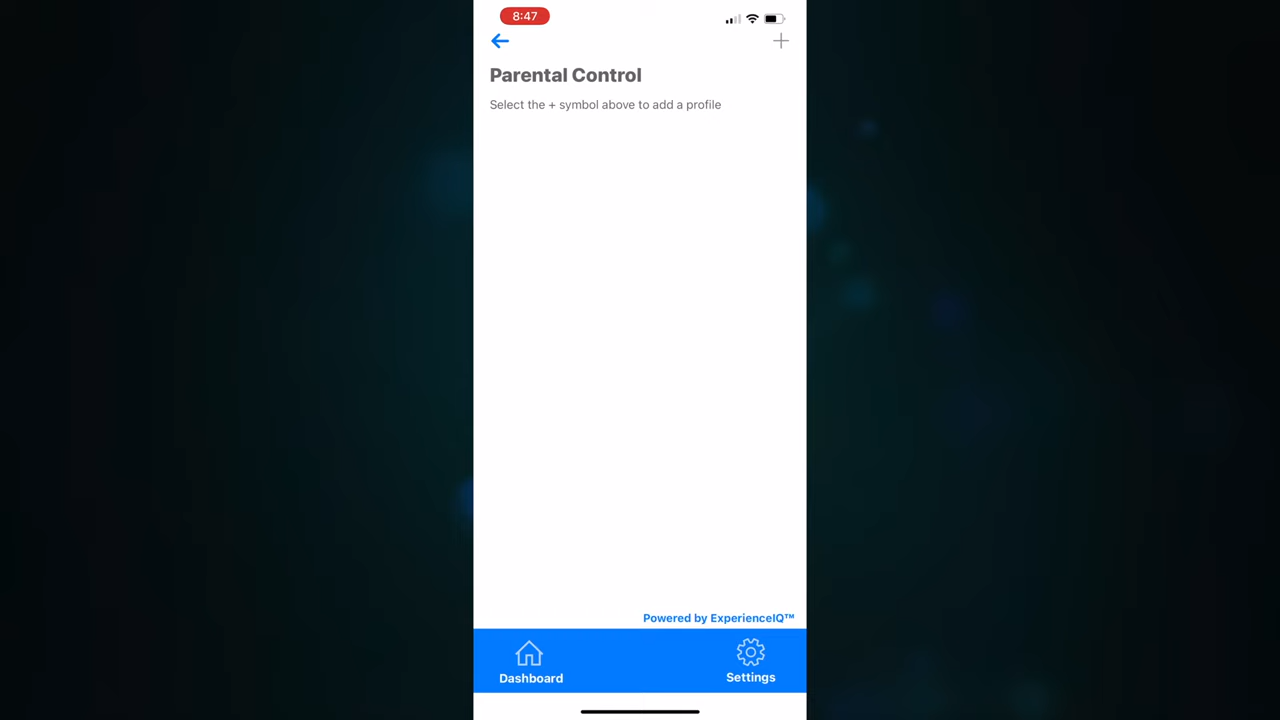 8:47
Parental Control
Select the + symbol above to add a profile
Powered by ExperienceIQ™
Dashboard
Settings